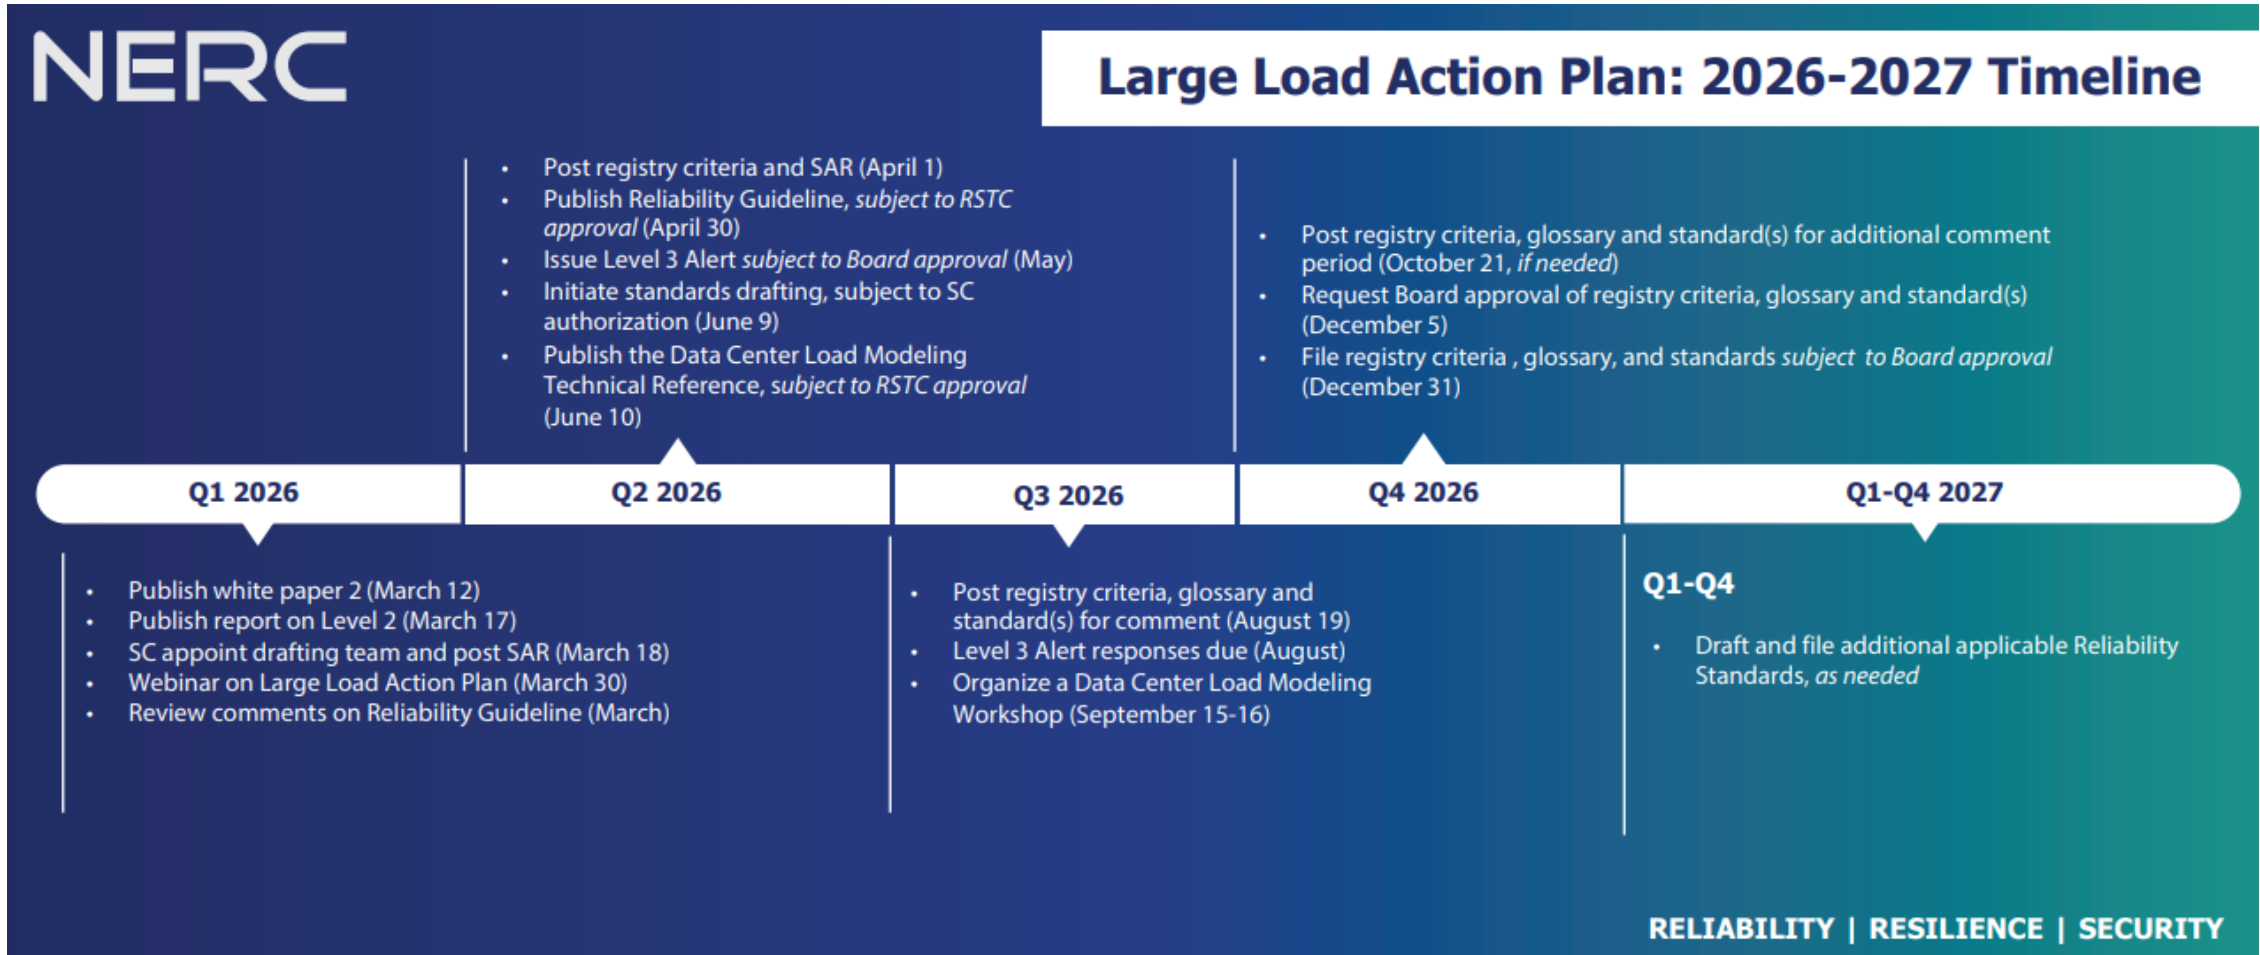 NERC
Large Load Action Plan: 2026-2027 Timeline
• Post registry criteria and SAR (April 1)
• Publish Reliability Guideline, subject to RSTC
approval (April 30)
• Issue Level 3 Alert subject to Board approval (May)
• Initiate standards drafting, subject to SC
authorization (June 9)
• Publish the Data Center Load Modeling
Technical Reference, subject to RSTC approval
(June 10)
• Post registry criteria, glossary and standard(s) for additional comment
period (October 21, if needed)
• Request Board approval of registry criteria, glossary and standard(s)
(December 5)
• File registry criteria , glossary, and standards subject to Board approval
(December 31)
Q1 2026
Q2 2026
Q3 2026
Q4 2026
Q1-Q4 2027
• Publish white paper 2 (March 12)
• Publish report on Level 2 (March 17)
• SC appoint drafting team and post SAR (March 18)
• Webinar on Large Load Action Plan (March 30)
• Review comments on Reliability Guideline (March)
• Post registry criteria, glossary and
standard(s) for comment (August 19)
• Level 3 Alert responses due (August)
• Organize a Data Center Load Modeling
Workshop (September 15-16)
Q1-Q4
• Draft and file additional applicable Reliability
Standards, as needed
RELIABILITY | RESILIENCE | SECURITY